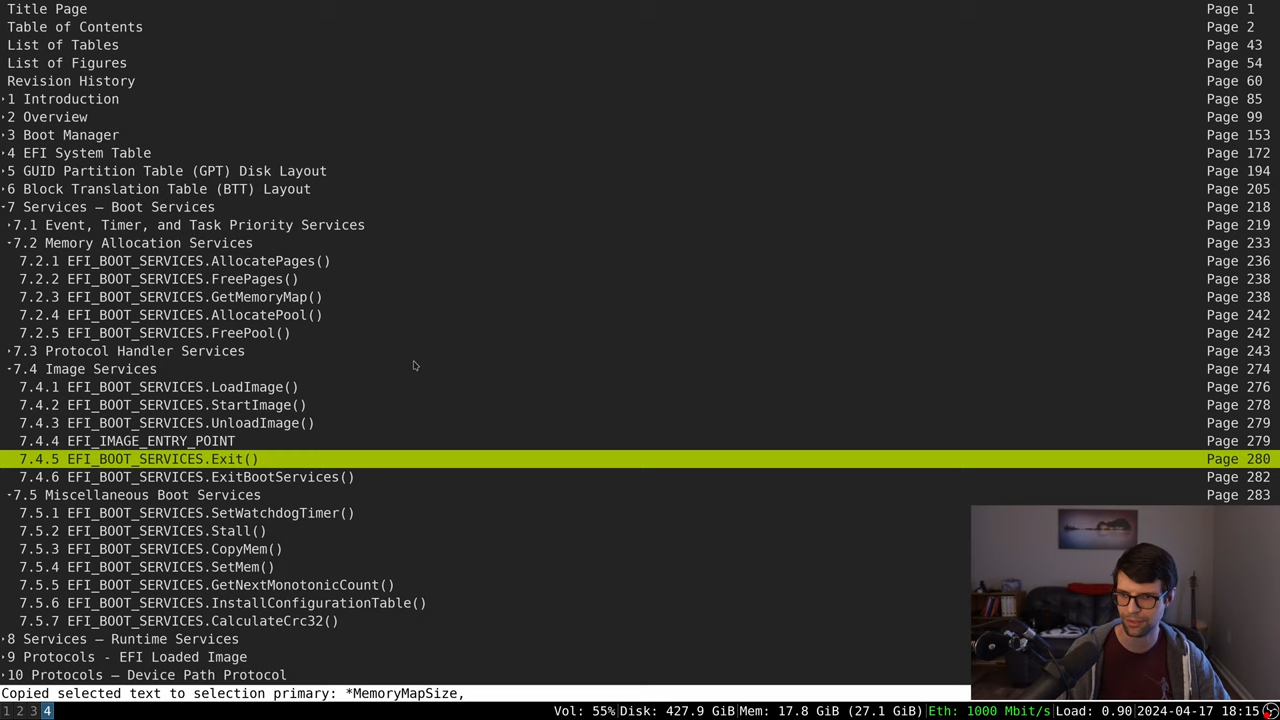 Title Page Page 1
Table of Contents Page 2
List of Tables Page 43
List of Figures Page 54
Revision History Page 60
1 Introduction Page 85
2 Overview Page 99
3 Boot Manager Page 153
4 EFI System Table Page 172
5 GUID Partition Table (GPT) Disk Layout Page 194
6 Block Translation Table (BTT) Layout Page 205
7 Services — Boot Services Page 218
7.1 Event, Timer, and Task Priority Services Page 219
7.2 Memory Allocation Services Page 233
7.2.1 EFI_BOOT_SERVICES.AllocatePages() Page 236
7.2.2 EFI_BOOT_SERVICES.FreePages() Page 238
7.2.3 EFI_BOOT_SERVICES.GetMemoryMap() Page 238
7.2.4 EFI_BOOT_SERVICES.AllocatePool() Page 242
7.2.5 EFI_BOOT_SERVICES.FreePool() Page 242
7.3 Protocol Handler Services Page 243
7.4 Image Services Page 274
7.4.1 EFI_BOOT_SERVICES.LoadImage() Page 276
7.4.2 EFI_BOOT_SERVICES.StartImage() Page 278
7.4.3 EFI_BOOT_SERVICES.UnloadImage() Page 279
7.4.4 EFI_IMAGE_ENTRY_POINT Page 279
7.4.5 EFI_BOOT_SERVICES.Exit() Page 280
7.4.6 EFI_BOOT_SERVICES.ExitBootServices() Page 282
7.5 Miscellaneous Boot Services Page 283
7.5.1 EFI_BOOT_SERVICES.SetWatchdogTimer()
7.5.2 EFI_BOOT_SERVICES.Stall()
7.5.3 EFI_BOOT_SERVICES.CopyMem()
7.5.4 EFI_BOOT_SERVICES.SetMem()
7.5.5 EFI_BOOT_SERVICES.GetNextMonotonicCount()
7.5.6 EFI_BOOT_SERVICES.InstallConfigurationTable()
7.5.7 EFI_BOOT_SERVICES.CalculateCrc32()
8 Services — Runtime Services
9 Protocols - EFI Loaded Image
10 Protocols — Device Path Protocol
Copied selected text to selection primary: *MemoryMapSize,
1 2 3 4 Vol: 55%|Disk: 427.9 GiB|Mem: 17.8 GiB (27.1 GiB)|Eth: 1000 Mbit/s|Load: 0.90|2024-04-17 18:15